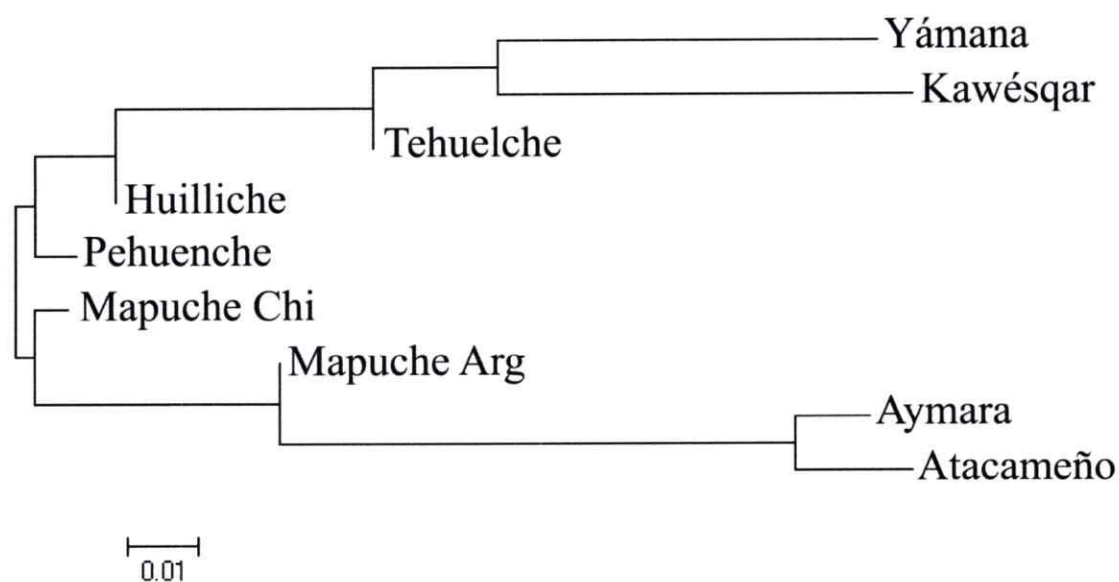 Yámana
Kawésqar
Tehuelche
Huilliche
Pehuenche
Mapuche Chi
Mapuche Arg
Aymara
Atacameño
0.01